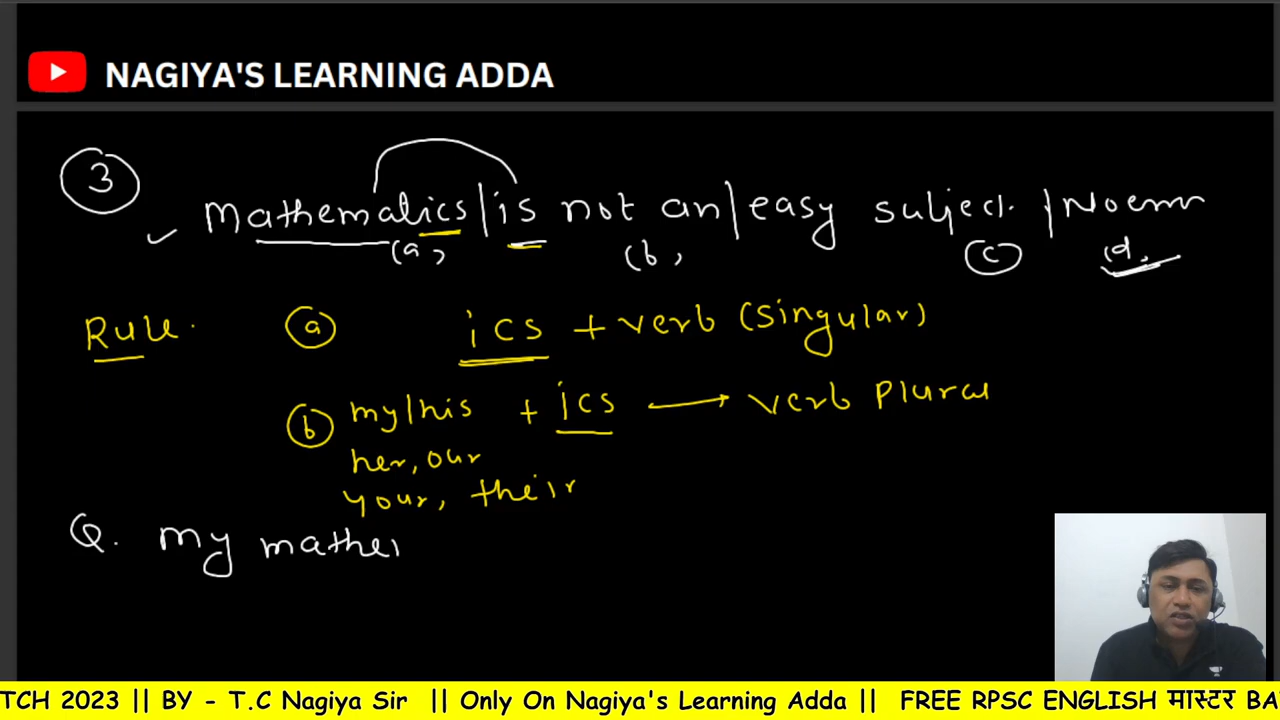 NAGIYA'S LEARNING ADDA
3
Mathematics / is not an / easy subject. / No error
(a) (b) (c) (d)
Rule. (a) ics + verb (singular)
(b) my/his + ics → verb plural
her, our
your, their
Q. my mathe
TCH 2023 || BY - T.C Nagiya Sir || Only On Nagiya's Learning Adda || FREE RPSC ENGLISH मास्टर BA